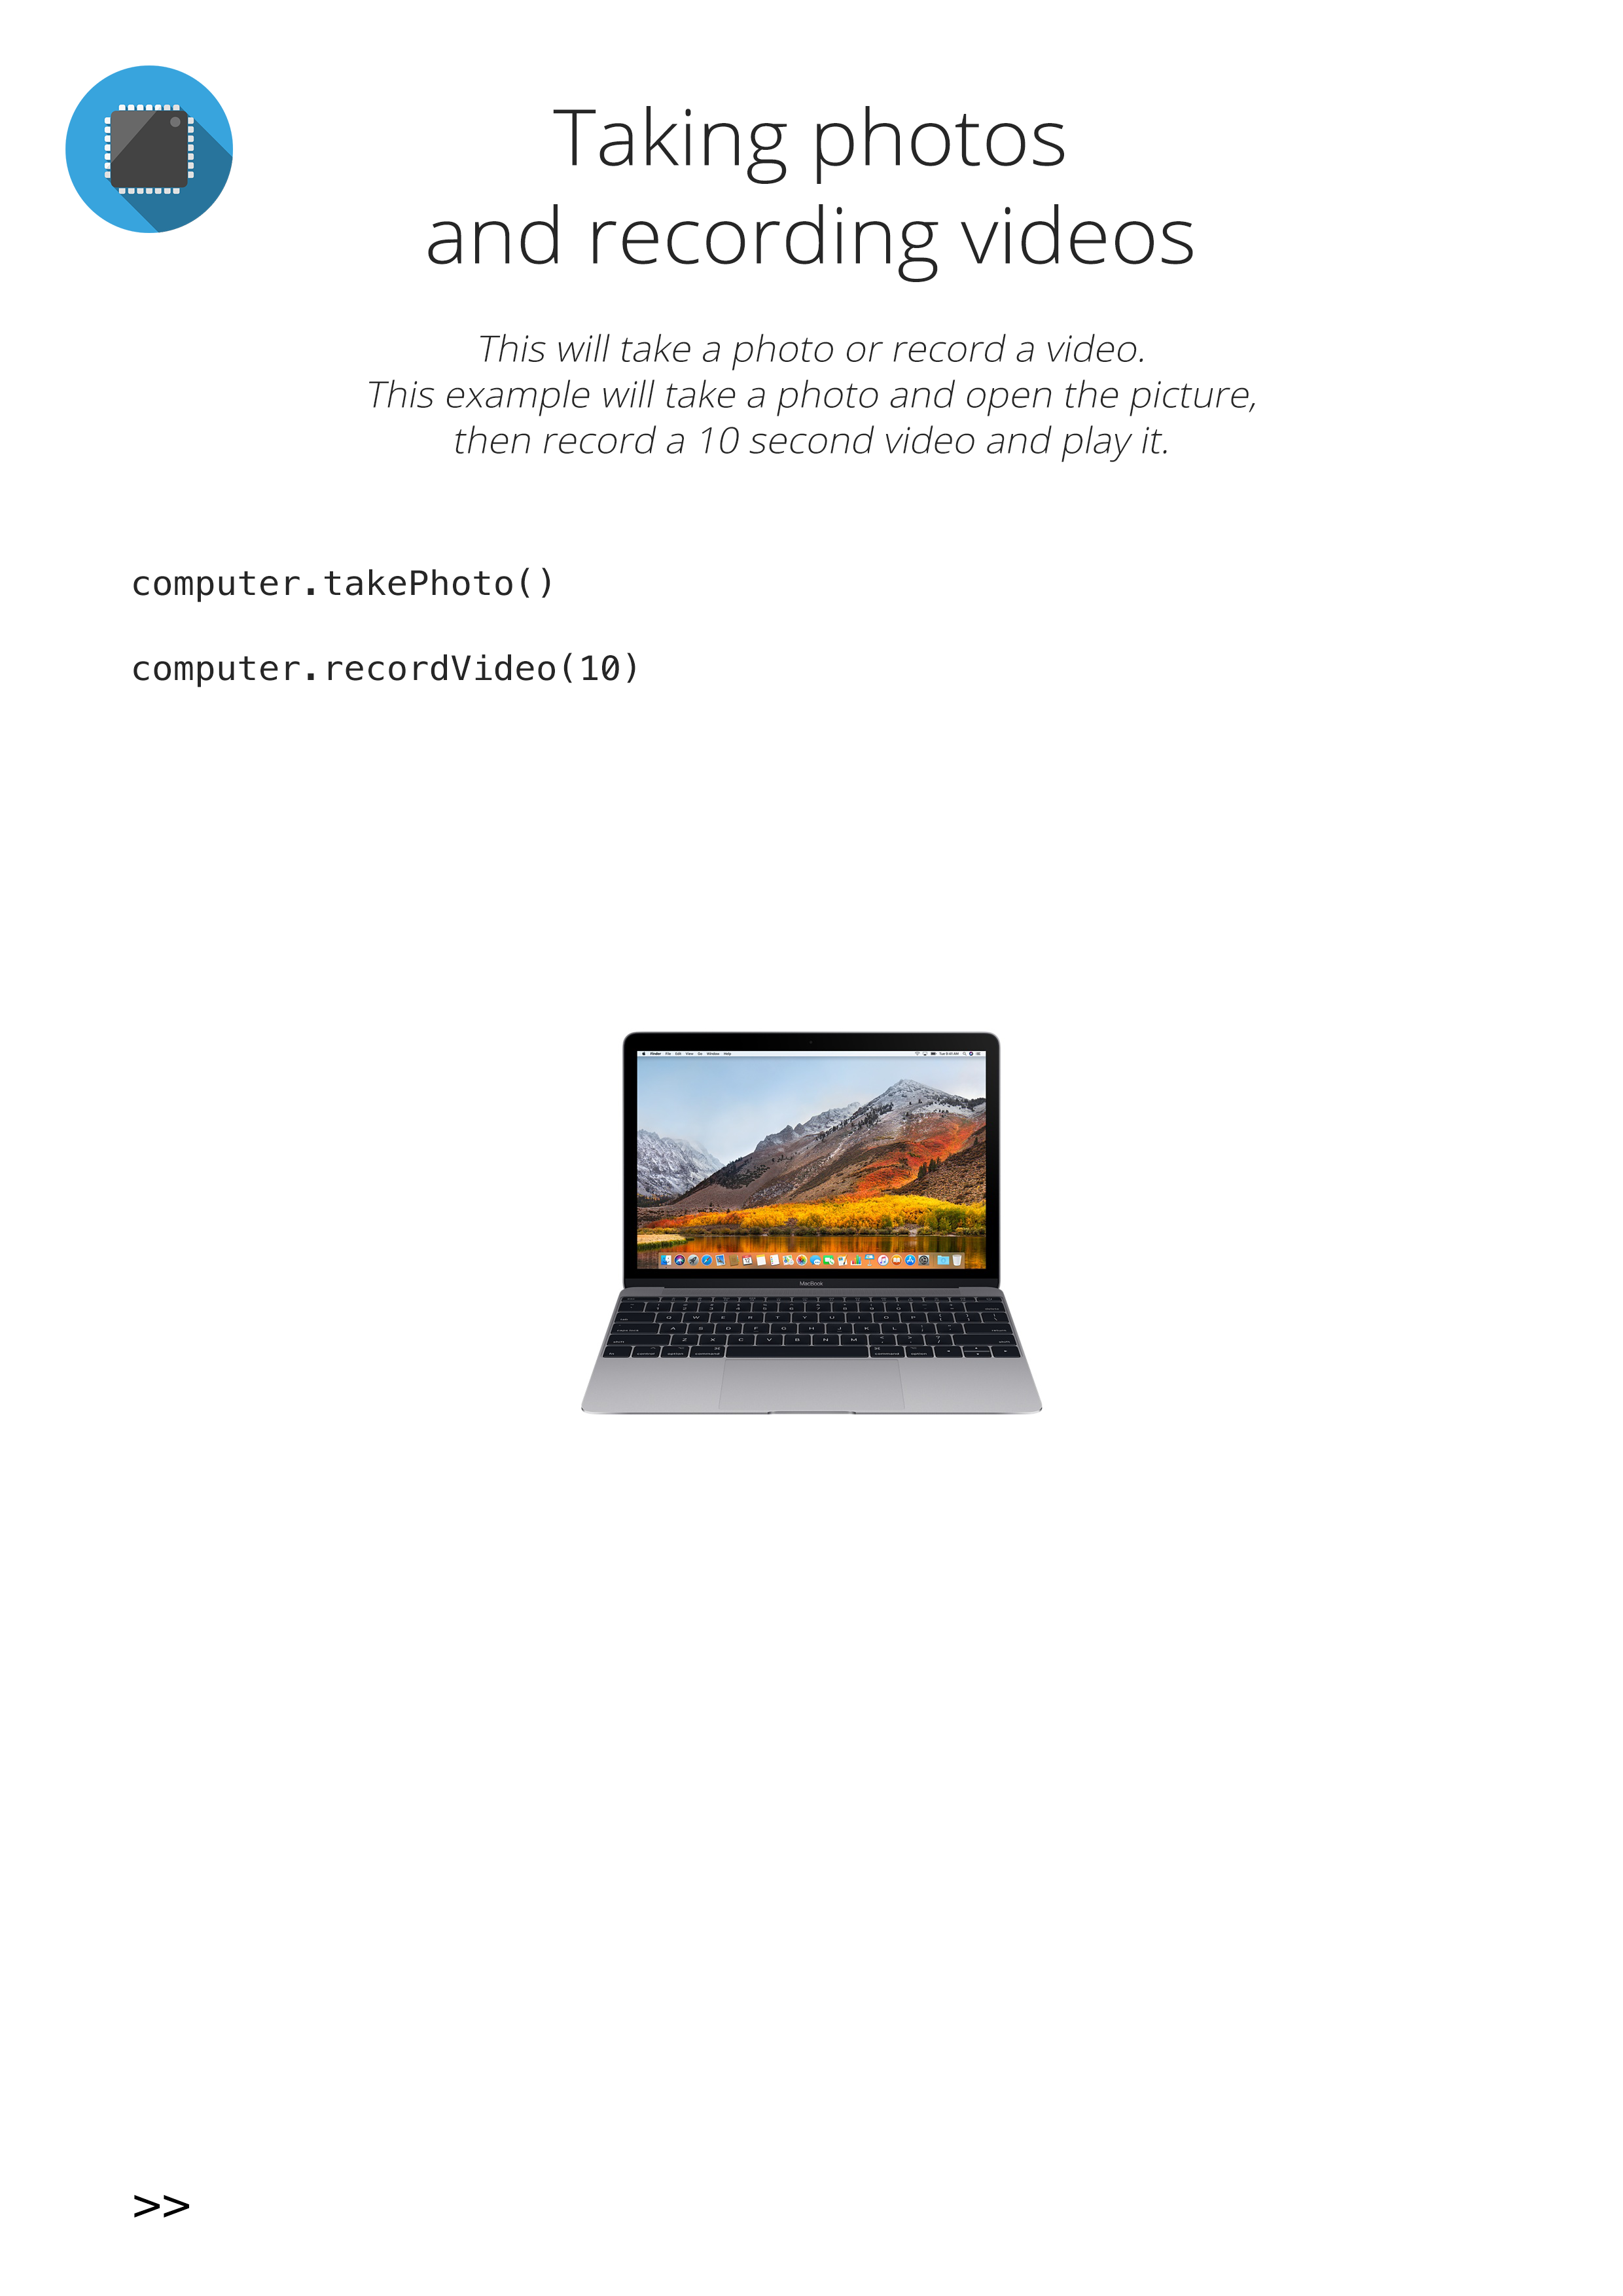 Taking photos
and recording videos
This will take a photo or record a video.
This example will take a photo and open the picture,
then record a 10 second video and play it.
computer.takePhoto()
computer.recordVideo(10)
MacBook
>>